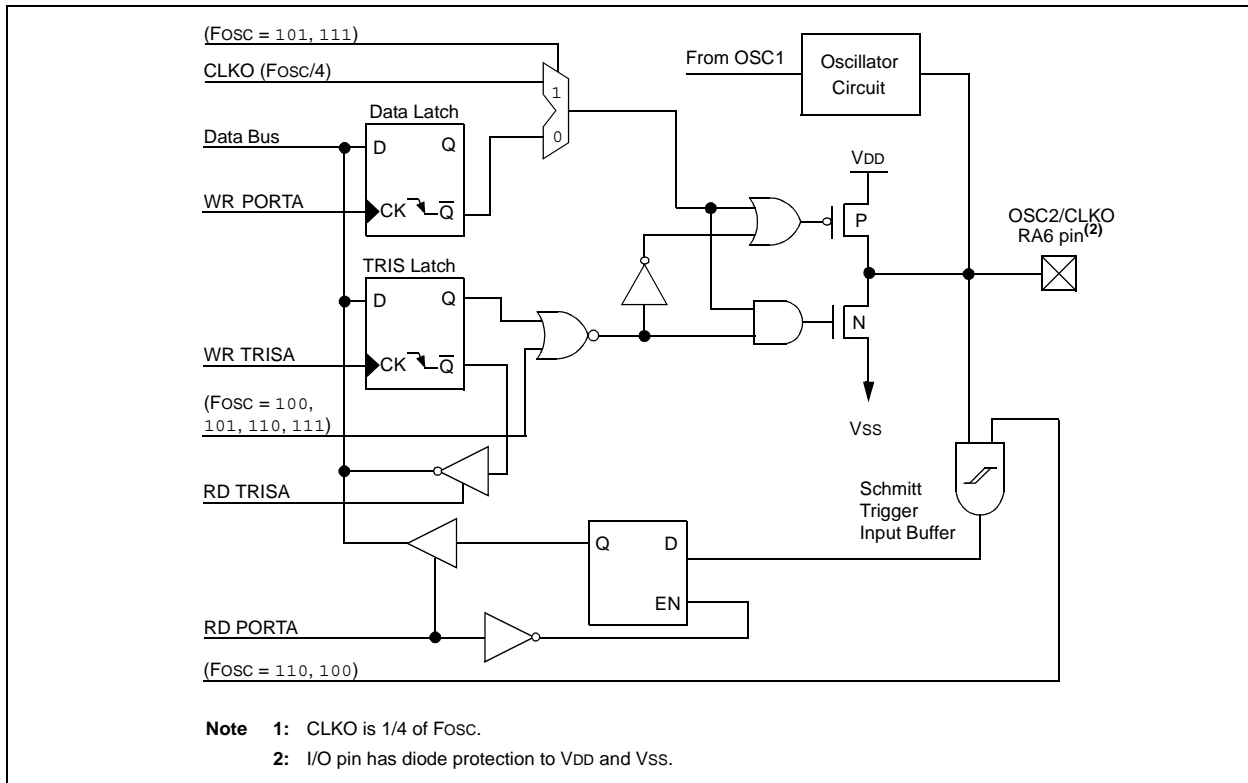 (FOSC = 101, 111)
CLKO (FOSC/4)
1
0
From OSC1
Oscillator
Circuit
Data Latch
Data Bus
D
Q
WR PORTA
CK
Q
VDD
P
OSC2/CLKO
RA6 pin(2)
TRIS Latch
D
Q
N
WR TRISA
CK
Q
(FOSC = 100,
101, 110, 111)
VSS
RD TRISA
Schmitt
Trigger
Input Buffer
Q
D
EN
RD PORTA
(FOSC = 110, 100)
Note 1: CLKO is 1/4 of FOSC.
2: I/O pin has diode protection to VDD and VSS.